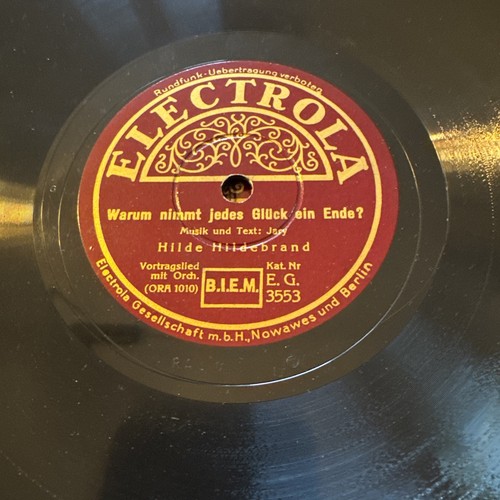 Rundfunk-Uebertragung verboten
ELECTROLA
Warum nimmt jedes Glück ein Ende?
Musik und Text: Jary
Hilde Hildebrand
Vortragslied
mit Orch.
(ORA 1010)
B.I.E.M.
Kat. Nr
E. G.
3553
Electrola Gesellschaft m.b.H., Nowawes und Berlin